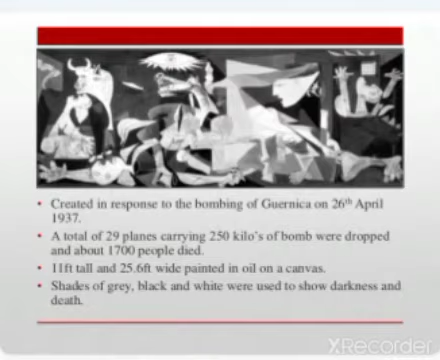 • Created in response to the bombing of Guernica on 26th April
1937.
• A total of 29 planes carrying 250 kilo's of bomb were dropped
and about 1700 people died.
• 11ft tall and 25.6ft wide painted in oil on a canvas.
• Shades of grey, black and white were used to show darkness and
death.
XRecorder